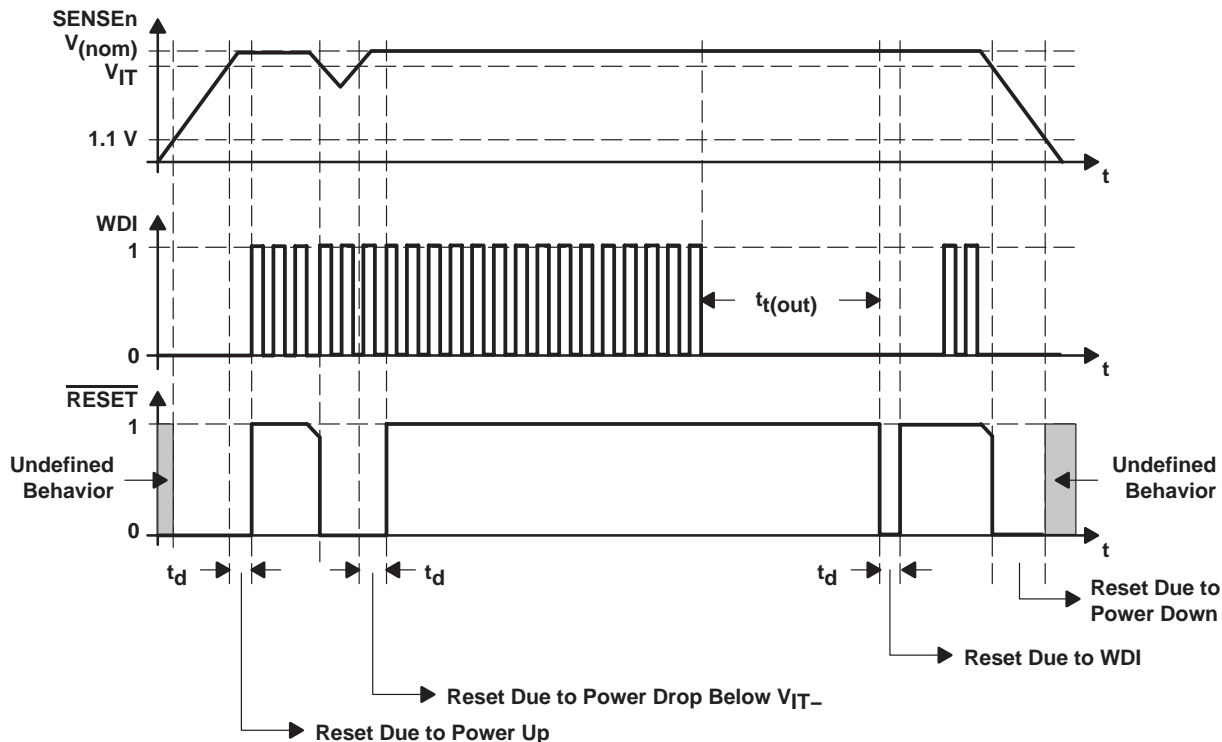 SENSEn
V(nom)
VIT
1.1 V
t
WDI
1
tt(out)
0
t
RESET
1
Undefined
Behavior
Undefined
Behavior
0
t
td
td
td
Reset Due to
Power Down
Reset Due to WDI
Reset Due to Power Drop Below VIT–
Reset Due to Power Up